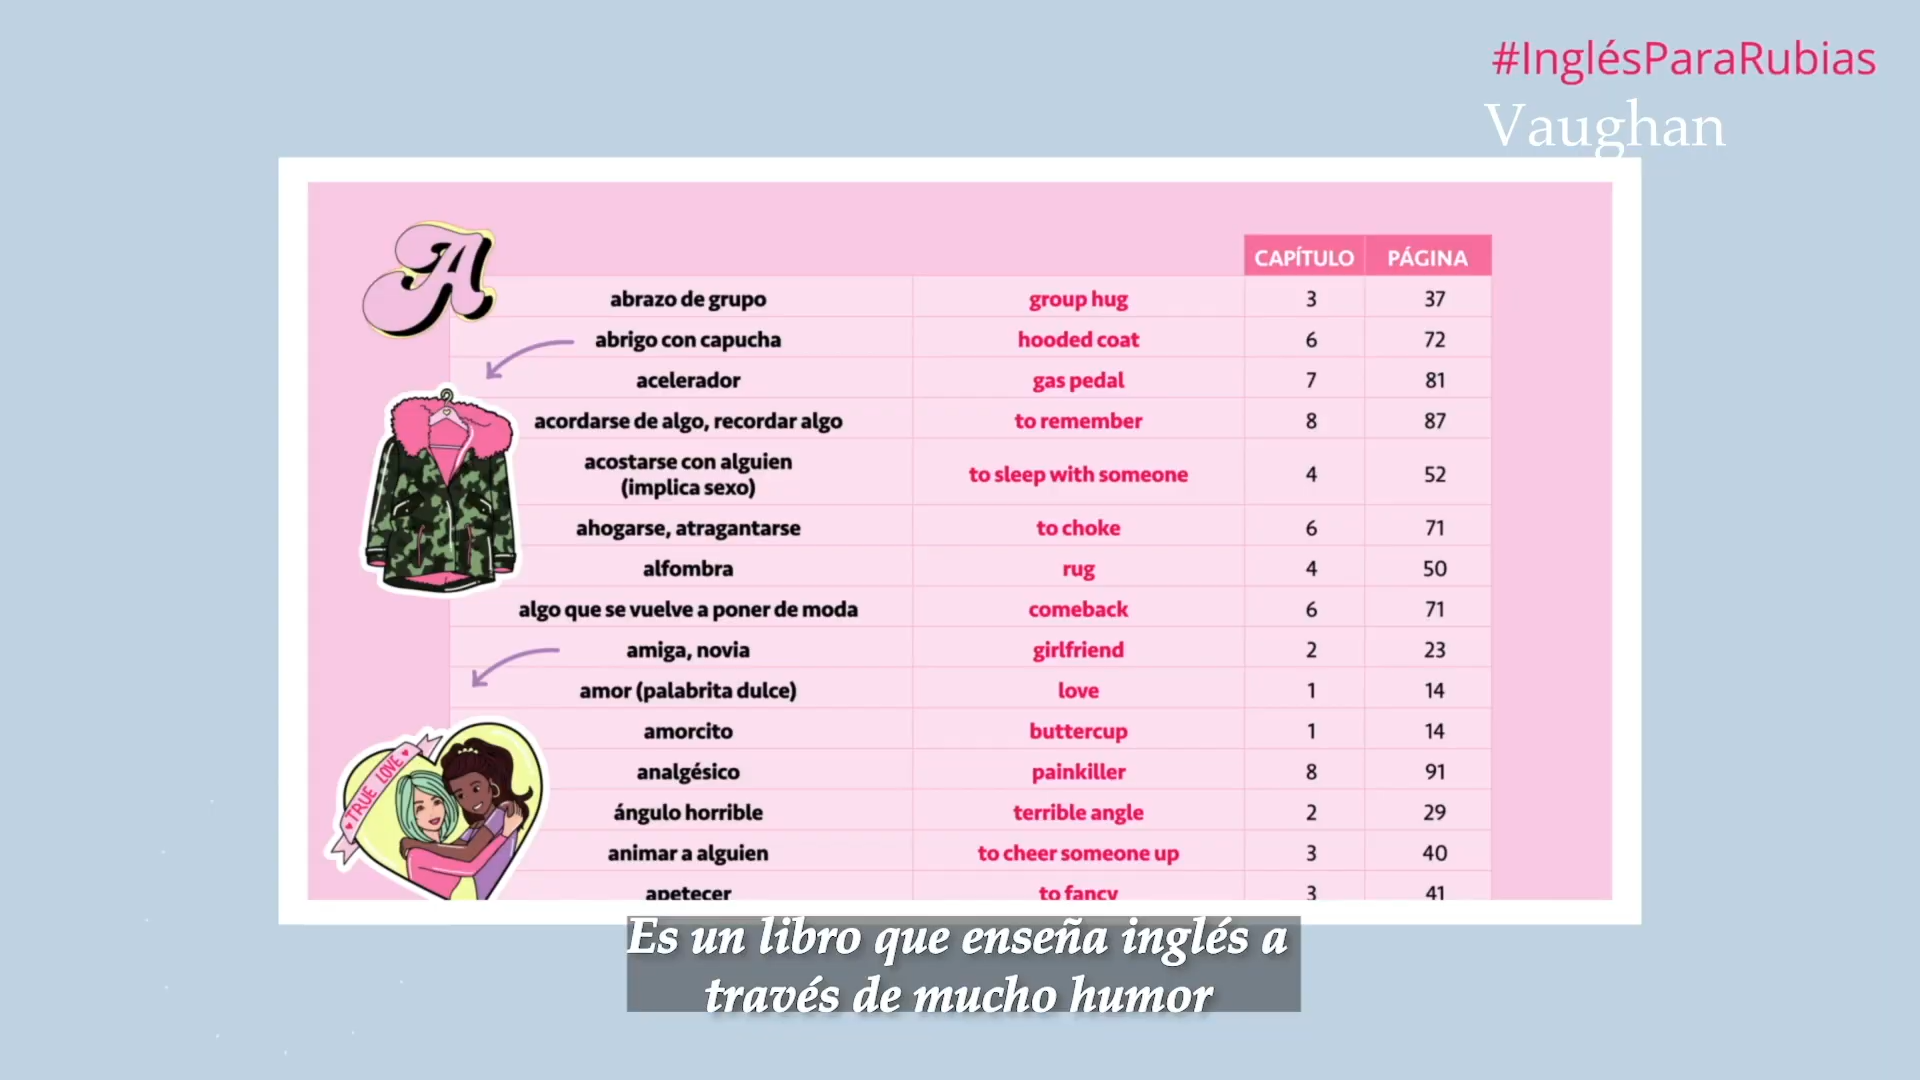 #InglésParaRubias
Vaughan
A
CAPÍTULO PÁGINA
abrazo de grupo group hug 3 37
abrigo con capucha hooded coat 6 72
acelerador gas pedal 7 81
acordarse de algo, recordar algo to remember 8 87
acostarse con alguien
(implica sexo) to sleep with someone 4 52
ahogarse, atragantarse to choke 6 71
alfombra rug 4 50
algo que se vuelve a poner de moda comeback 6 71
amiga, novia girlfriend 2 23
amor (palabrita dulce) love 1 14
amorcito buttercup 1 14
analgésico painkiller 8 91
ángulo horrible terrible angle 2 29
animar a alguien to cheer someone up 3 40
apetecer to fancy 3 41
TRUE LOVE
Es un libro que enseña inglés a
través de mucho humor